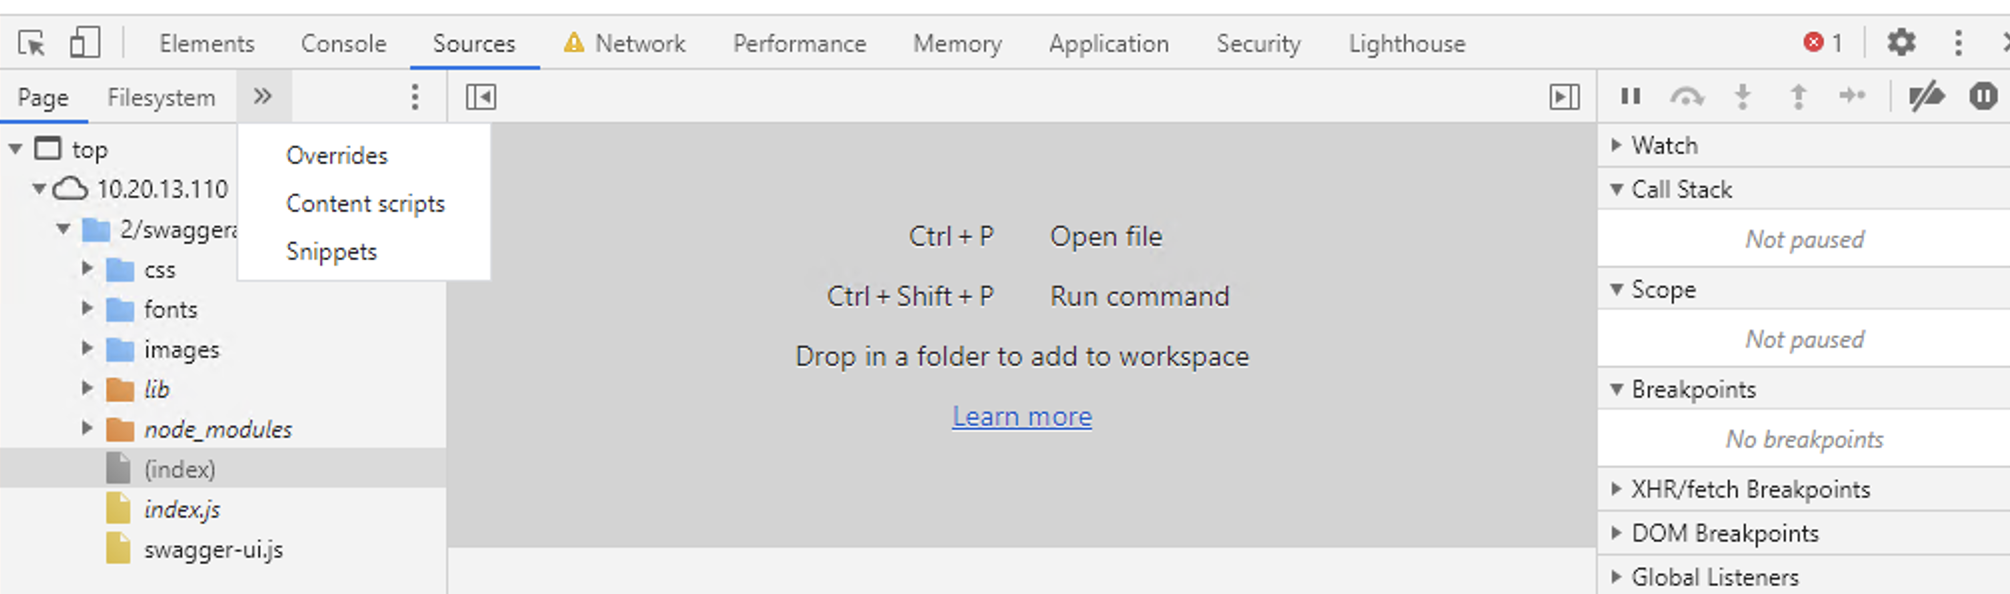 Elements Console Sources Network Performance Memory Application Security Lighthouse 1
Page Filesystem »
top
10.20.13.110
2/swagger
css
fonts
images
lib
node_modules
(index)
index.js
swagger-ui.js
Overrides
Content scripts
Snippets
Ctrl + P Open file
Ctrl + Shift + P Run command
Drop in a folder to add to workspace
Learn more
Watch
Call Stack
Not paused
Scope
Not paused
Breakpoints
No breakpoints
XHR/fetch Breakpoints
DOM Breakpoints
Global Listeners